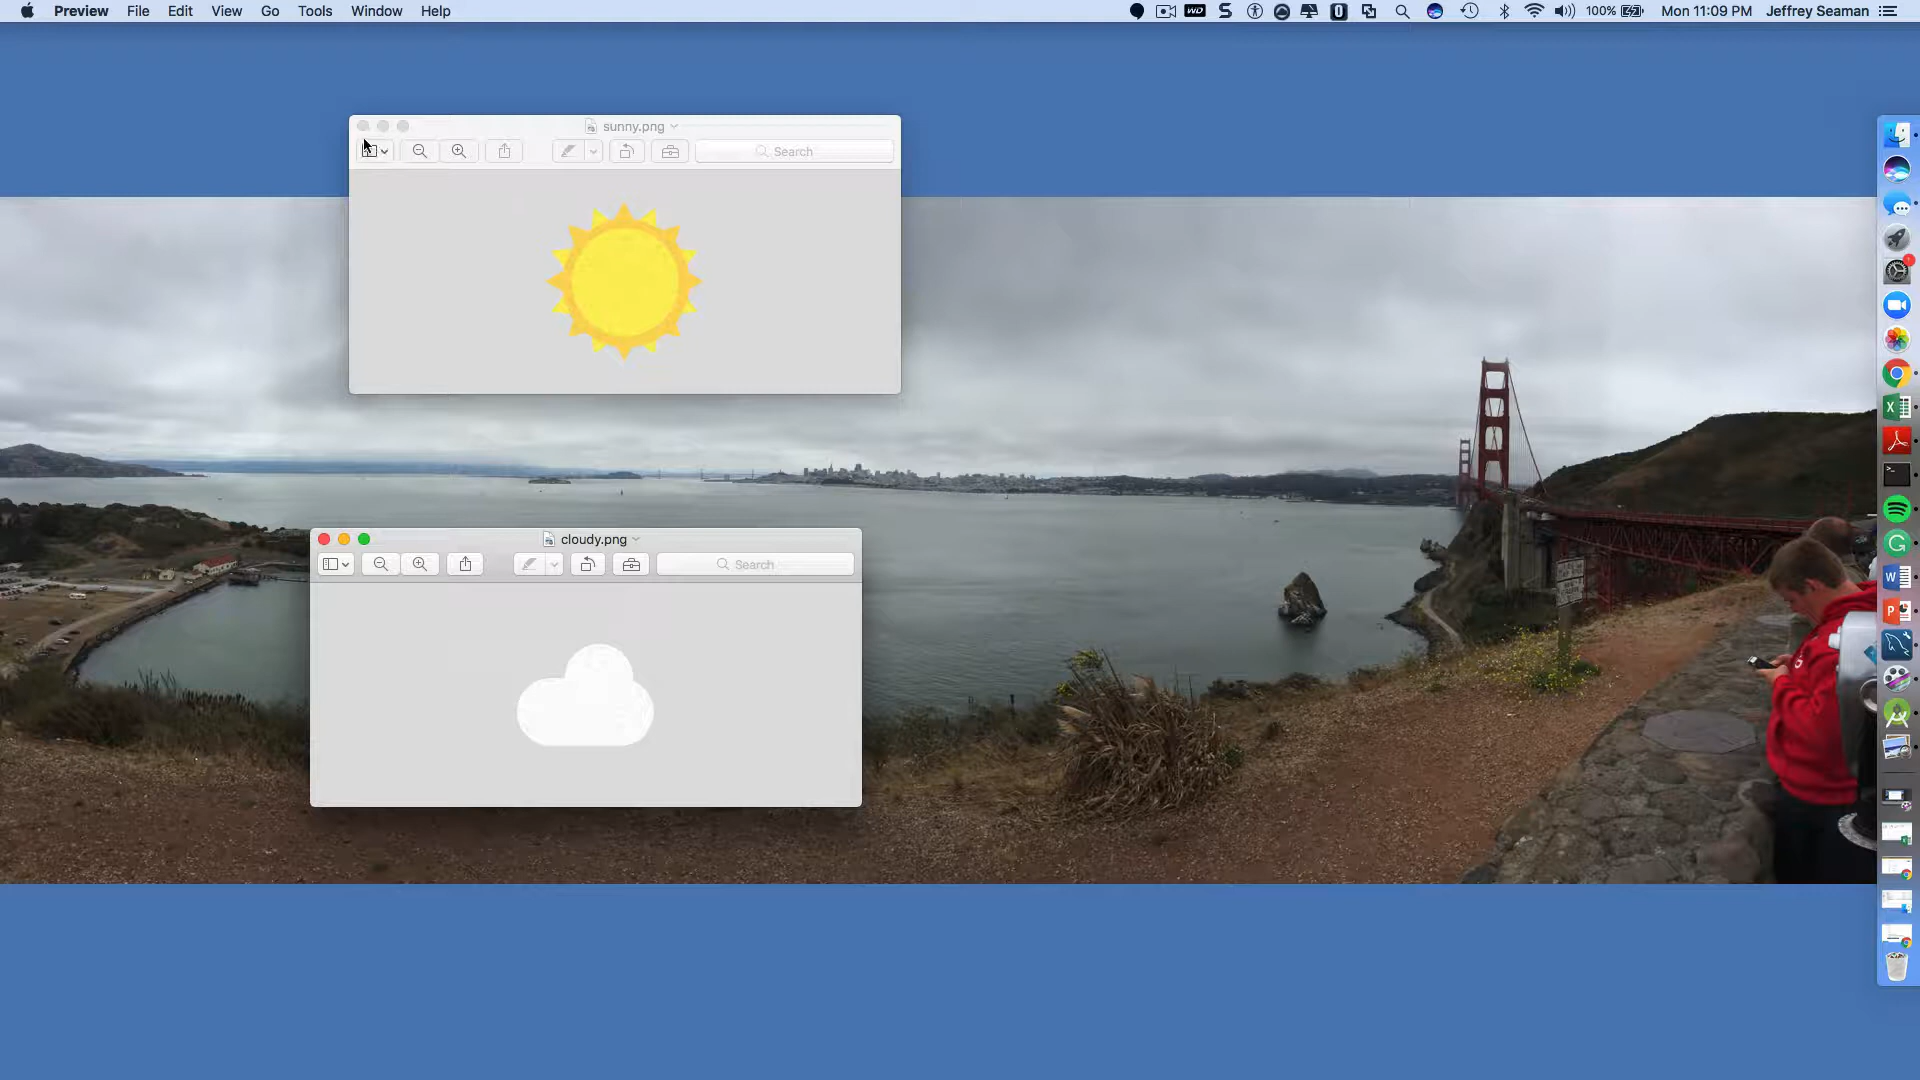 Preview File Edit View Go Tools Window Help WD S 100% Mon 11:09 PM Jeffrey Seaman
sunny.png
Search
cloudy.png
Search